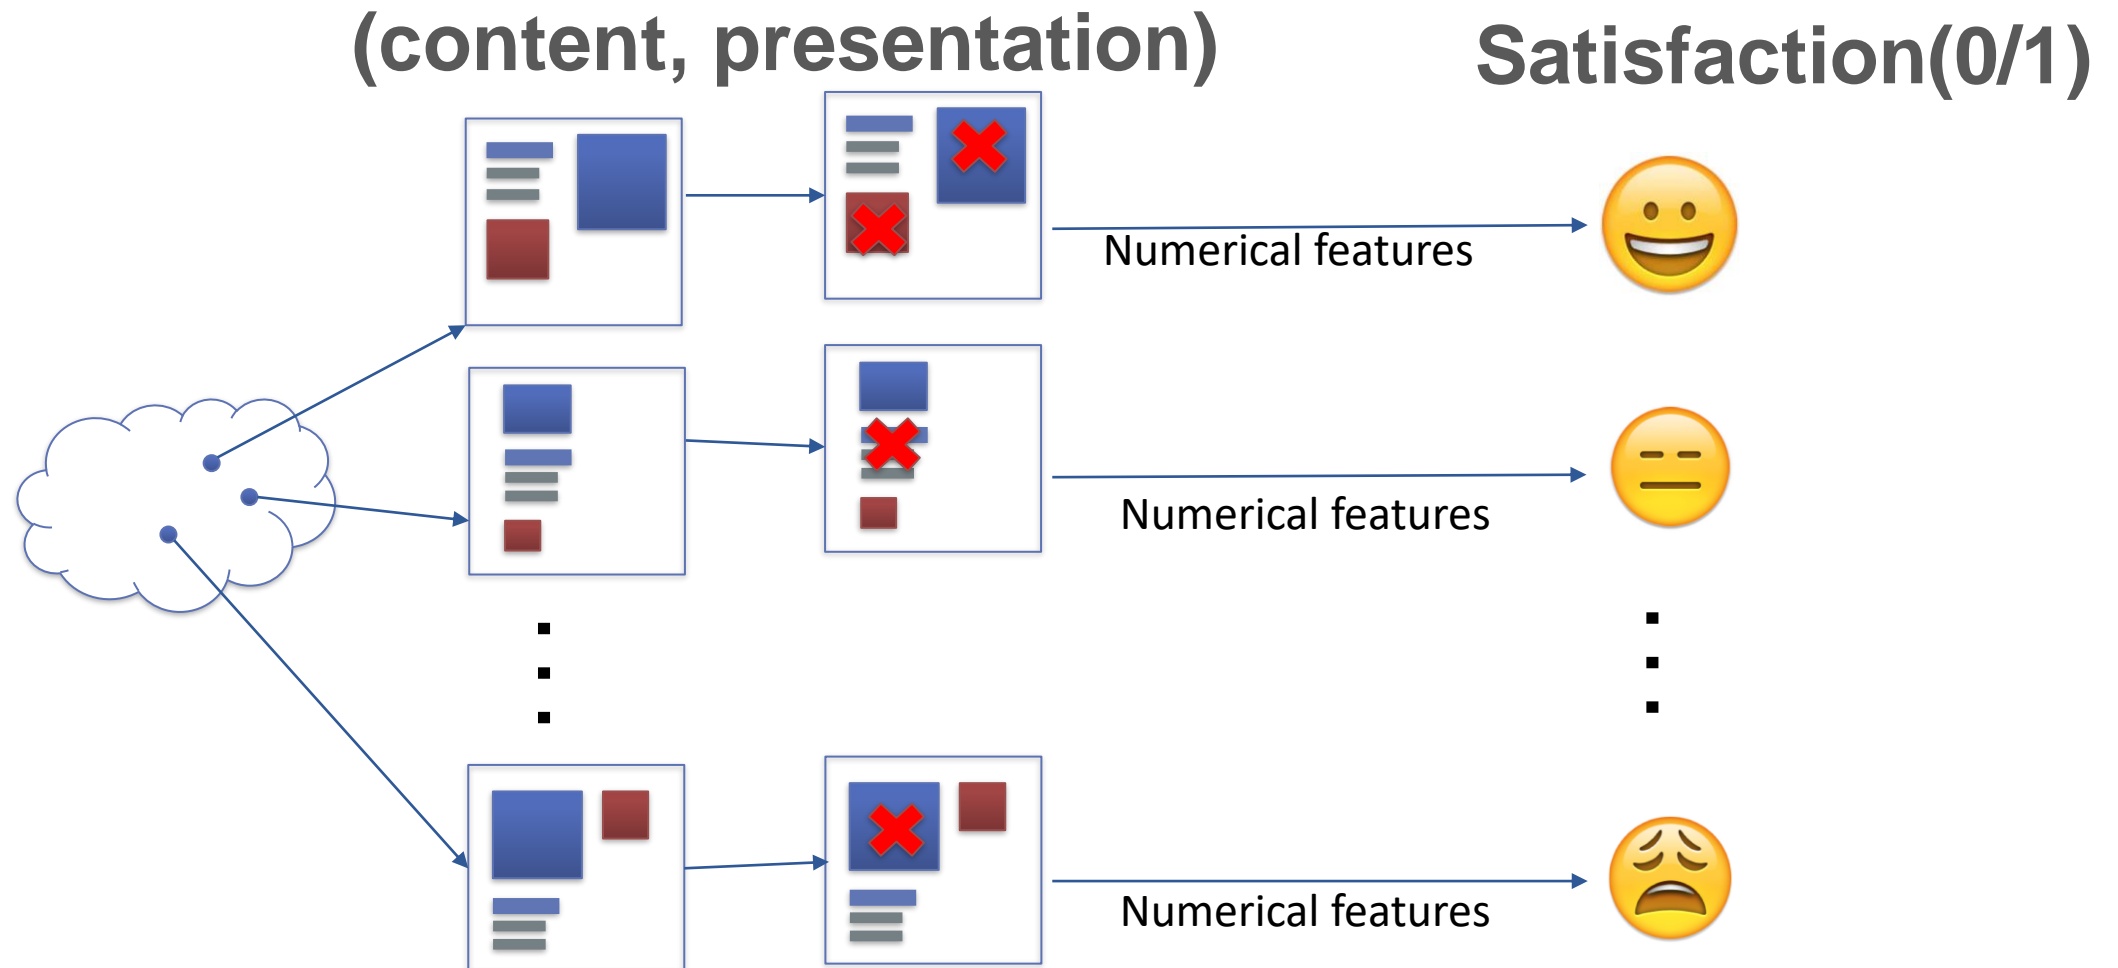 (content, presentation)
Satisfaction(0/1)
Numerical features
Numerical features
Numerical features